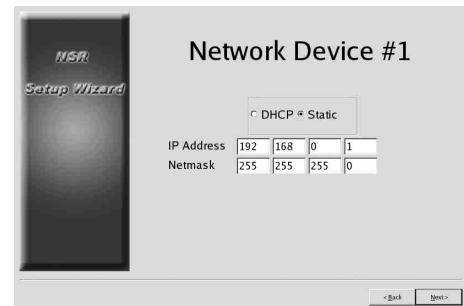 NSR
Setup Wizard
Network Device #1
DHCP Static
IP Address 192 168 0 1
Netmask 255 255 255 0
< Back Next >